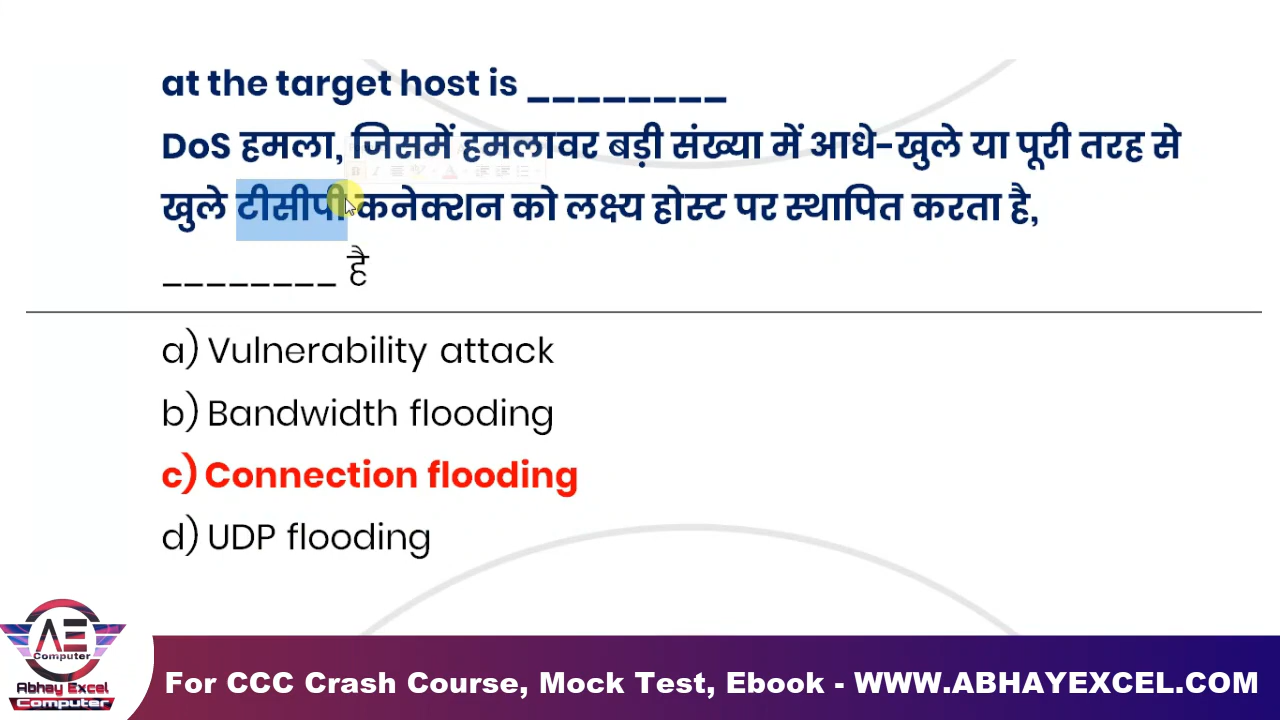 at the target host is ________
DoS हमला, जिसमें हमलावर बड़ी संख्या में आधे-खुले या पूरी तरह से
खुले टीसीपी कनेक्शन को लक्ष्य होस्ट पर स्थापित करता है,
________ है
a) Vulnerability attack
b) Bandwidth flooding
c) Connection flooding
d) UDP flooding
AE
Computer
Abhay Excel
Computer
For CCC Crash Course, Mock Test, Ebook - WWW.ABHAYEXCEL.COM